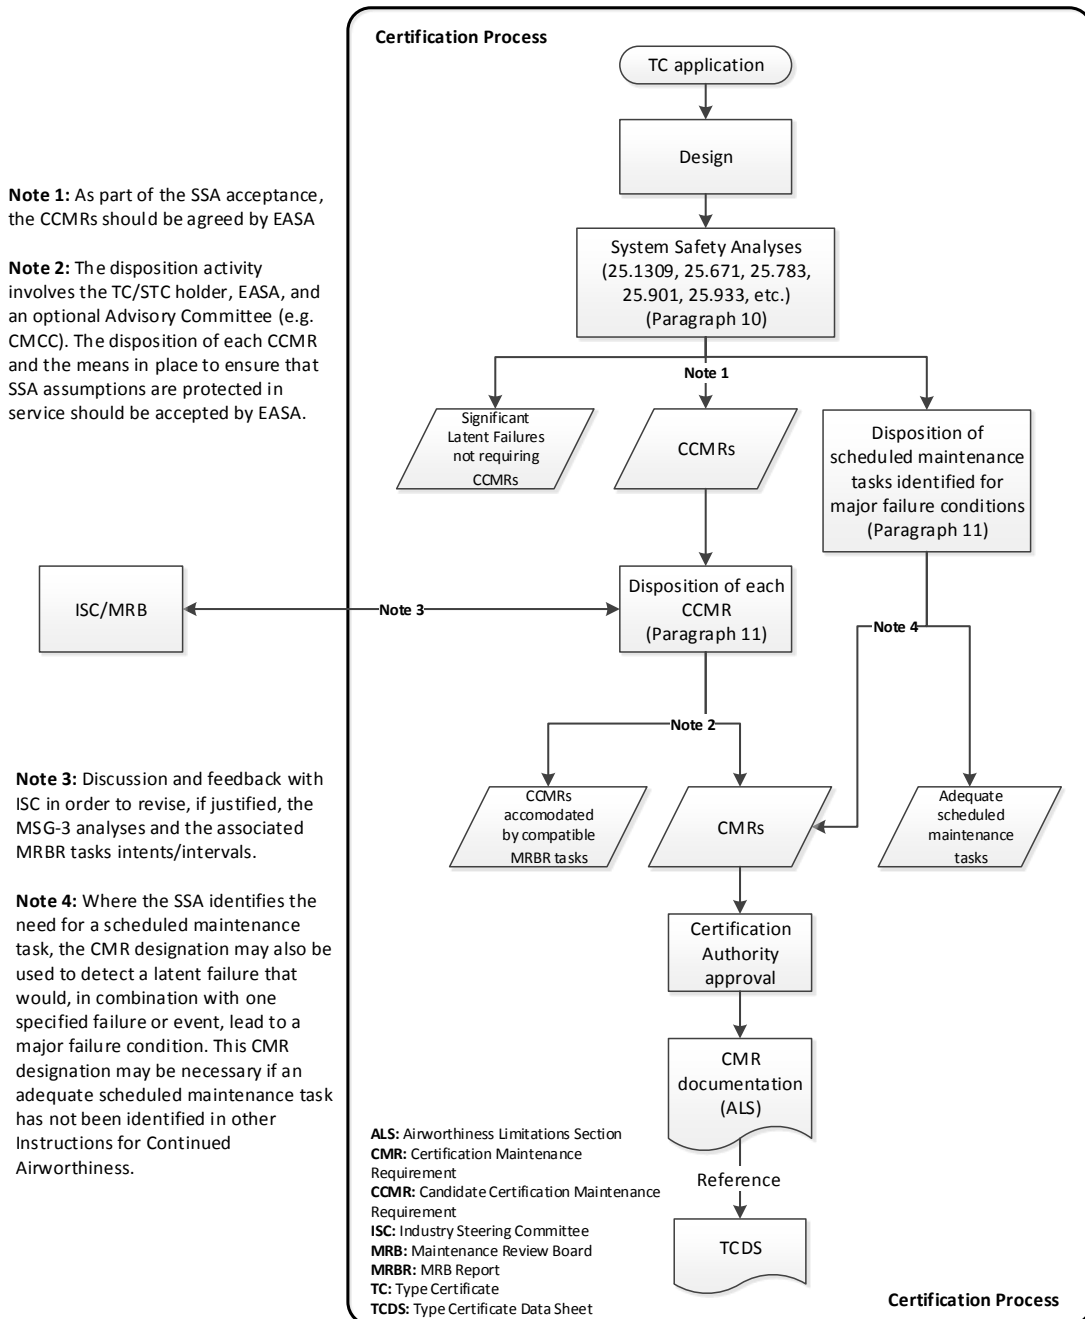 Certification Process
TC application
Design
Note 1: As part of the SSA acceptance,
the CCMRs should be agreed by EASA
Note 2: The disposition activity
involves the TC/STC holder, EASA, and
an optional Advisory Committee (e.g.
CMCC). The disposition of each CCMR
and the means in place to ensure that
SSA assumptions are protected in
service should be accepted by EASA.
System Safety Analyses
(25.1309, 25.671, 25.783,
25.901, 25.933, etc.)
(Paragraph 10)
Note 1
Significant
Latent Failures
not requiring
CCMRs
CCMRs
Disposition of
scheduled maintenance
tasks identified for
major failure conditions
(Paragraph 11)
ISC/MRB
Note 3
Disposition of each
CCMR
(Paragraph 11)
Note 4
Note 2
Note 3: Discussion and feedback with
ISC in order to revise, if justified, the
MSG-3 analyses and the associated
MRBR tasks intents/intervals.
Note 4: Where the SSA identifies the
need for a scheduled maintenance
task, the CMR designation may also be
used to detect a latent failure that
would, in combination with one
specified failure or event, lead to a
major failure condition. This CMR
designation may be necessary if an
adequate scheduled maintenance task
has not been identified in other
Instructions for Continued
Airworthiness.
CCMRs
accomodated
by compatible
MRBR tasks
CMRs
Adequate
scheduled
maintenance
tasks
Certification
Authority
approval
CMR
documentation
(ALS)
Reference
TCDS
ALS: Airworthiness Limitations Section
CMR: Certification Maintenance
Requirement
CCMR: Candidate Certification Maintenance
Requirement
ISC: Industry Steering Committee
MRB: Maintenance Review Board
MRBR: MRB Report
TC: Type Certificate
TCDS: Type Certificate Data Sheet
Certification Process